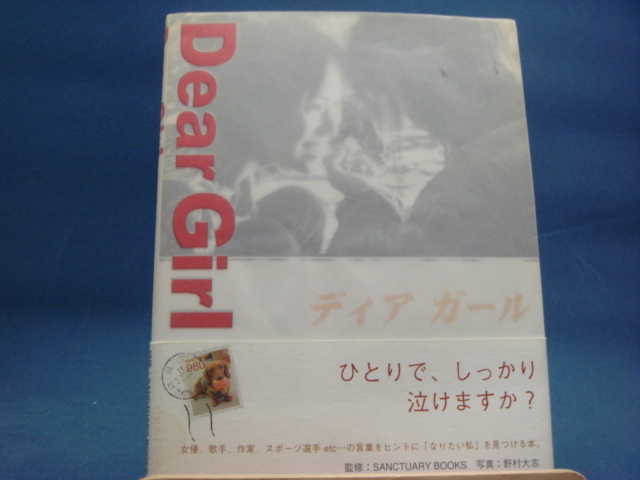 Dear Girl
ディア ガール
980
ひとりで、しっかり
泣けますか?
女優、歌手、作家、スポーツ選手 etc…の言葉をヒントに「なりたい私」を見つける本。
監修:SANCTUARY BOOKS 写真:野村大志